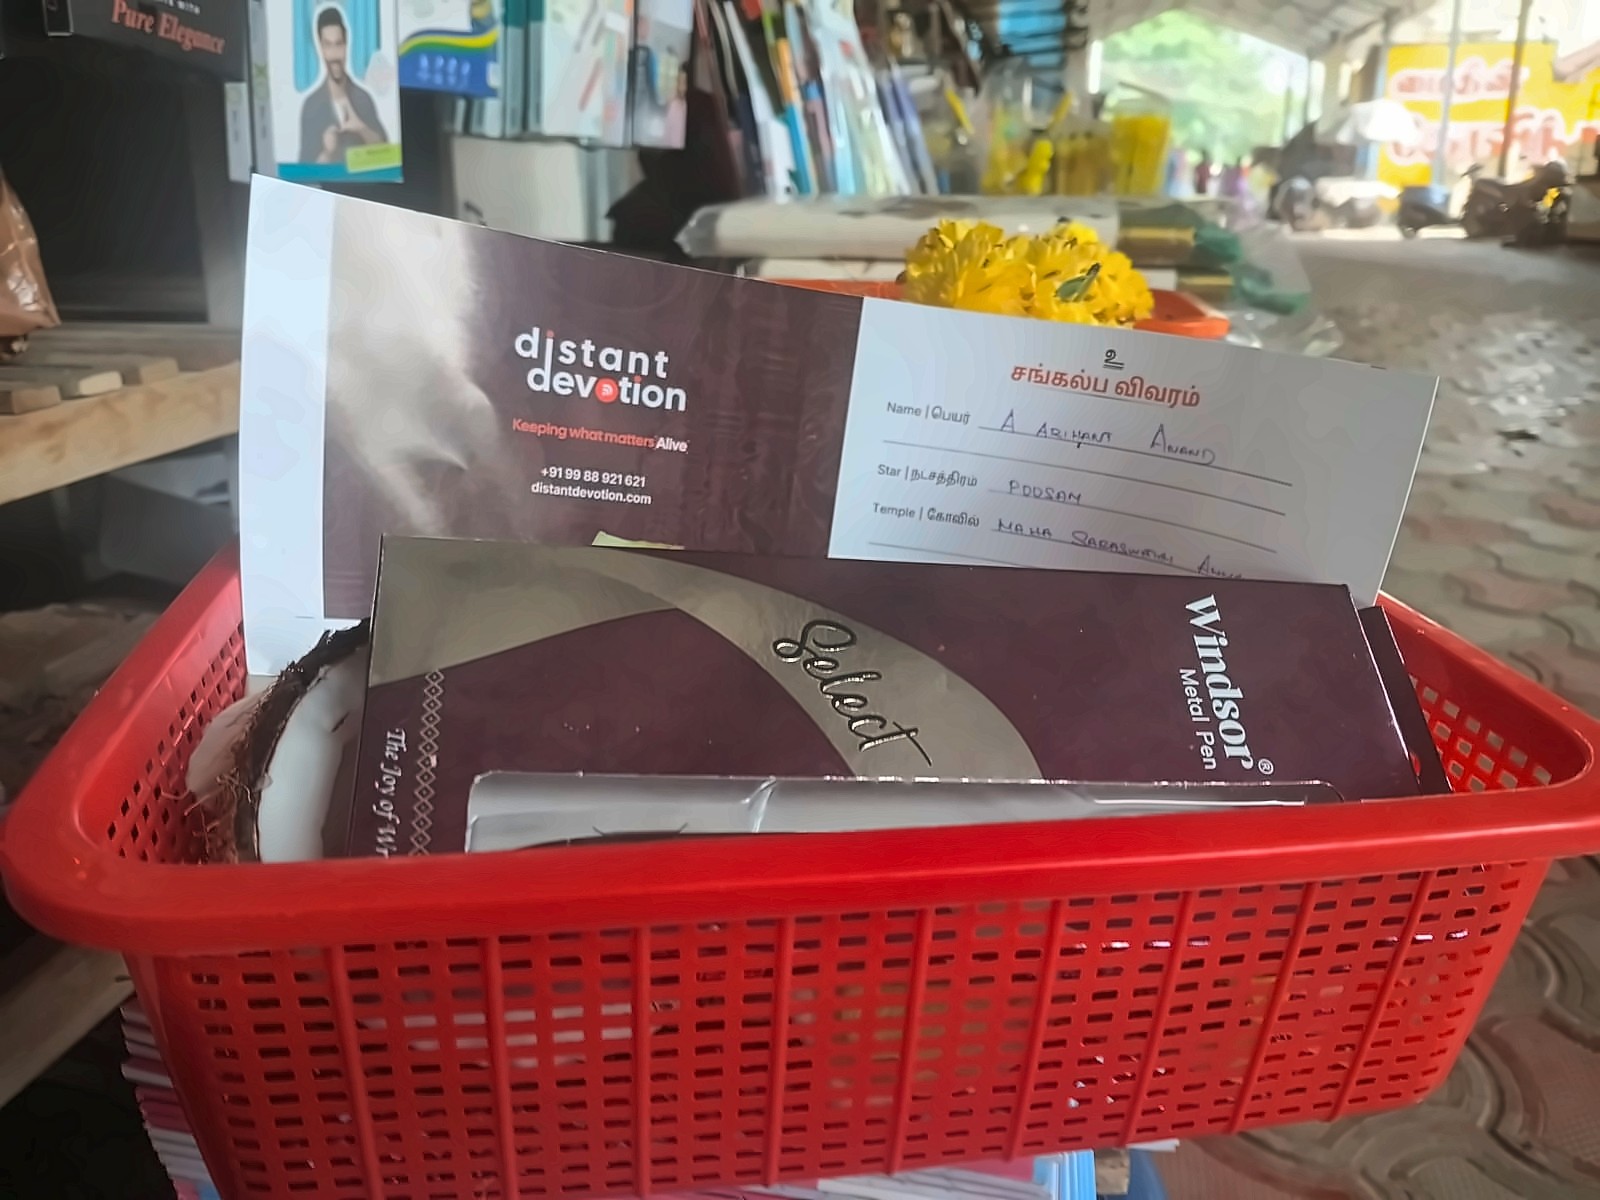 WITH
Pure Elegance
distant
devotion
Keeping what matters Alive
+91 99 88 921 621
distantdevotion.com
உ
சங்கல்ப விவரம்
Name | பெயர் A ARIHANT ANAND
Star | நட்சத்திரம் POOSAM
Temple | கோவில் MAHA SARASWATHI
Select
Windsor®
Metal Pen
The Joy of